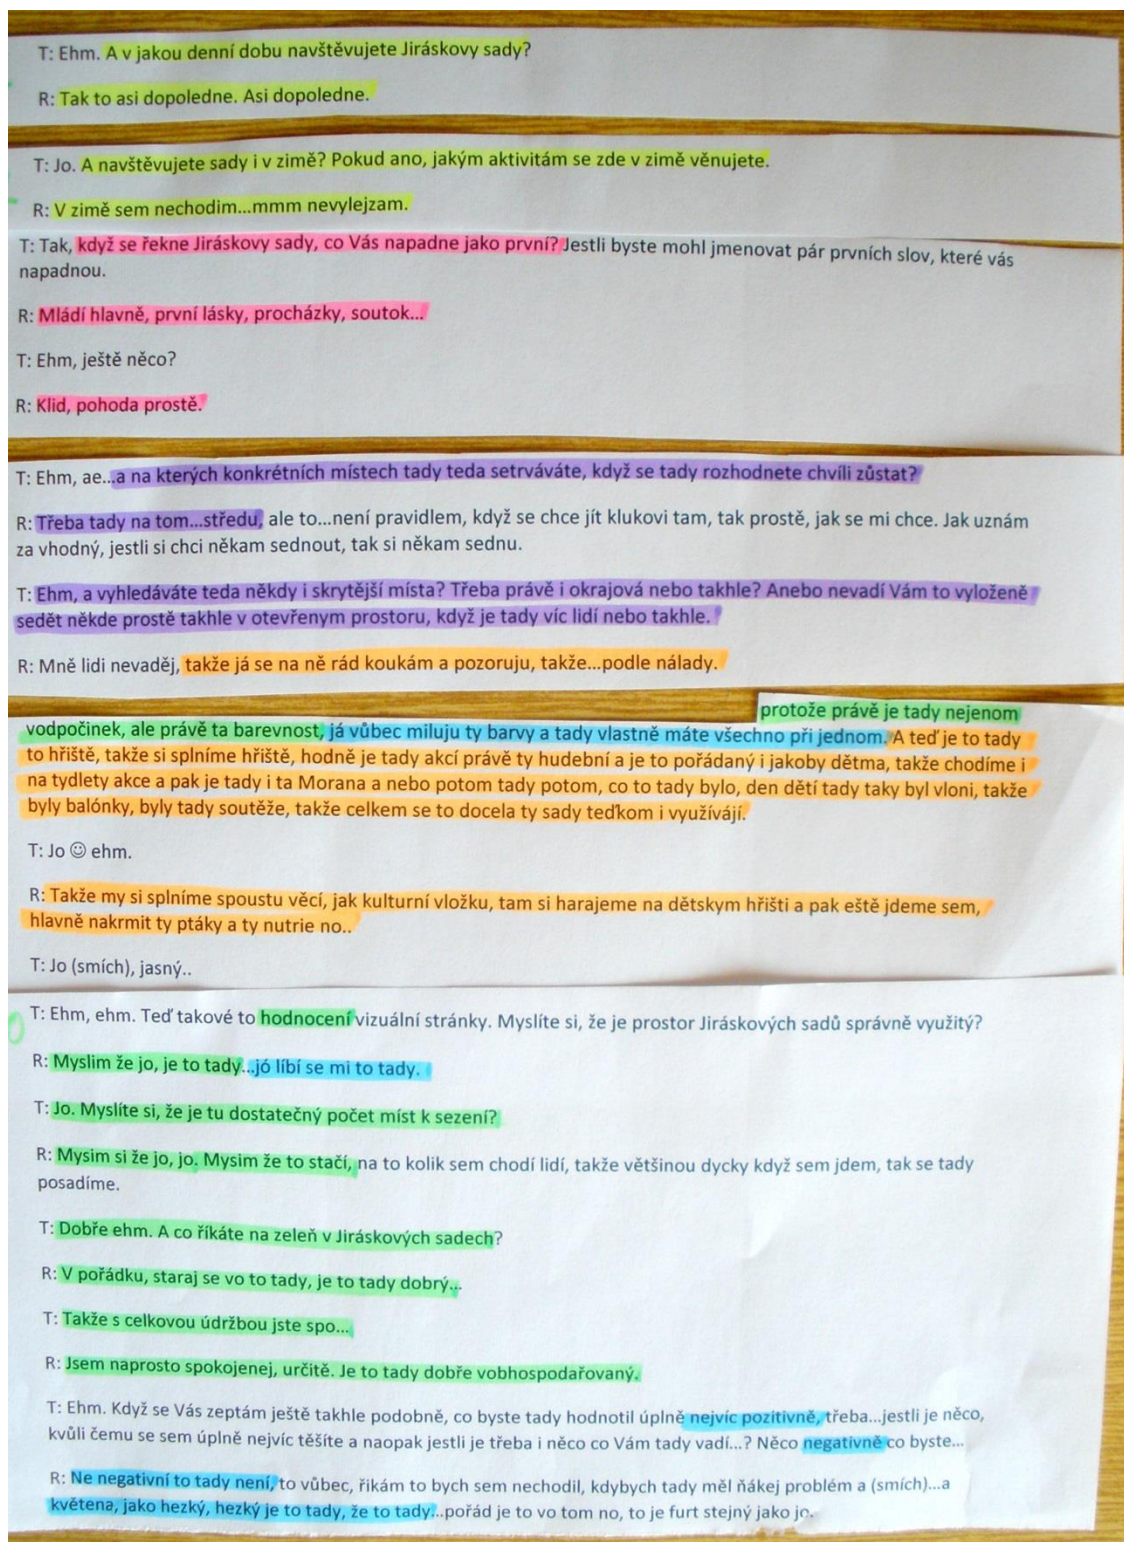 T: Ehm. A v jakou denní dobu navštěvujete Jiráskovy sady?
R: Tak to asi dopoledne. Asi dopoledne.
T: Jo. A navštěvujete sady i v zimě? Pokud ano, jakým aktivitám se zde v zimě věnujete.
R: V zimě sem nechodim...mmm nevylejzam.
T: Tak, když se řekne Jiráskovy sady, co Vás napadne jako první? Jestli byste mohl jmenovat pár prvních slov, které vás
napadnou.
R: Mládí hlavně, první lásky, procházky, soutok...
T: Ehm, ještě něco?
R: Klid, pohoda prostě.
T: Ehm, ae...a na kterých konkrétních místech tady teda setrváváte, když se tady rozhodnete chvíli zůstat?
R: Třeba tady na tom...středu, ale to...není pravidlem, když se chce jít klukovi tam, tak prostě, jak se mi chce. Jak uznám
za vhodný, jestli si chci někam sednout, tak si někam sednu.
T: Ehm, a vyhledáváte teda někdy i skrytější místa? Třeba právě i okrajová nebo takhle? Anebo nevadí Vám to vyloženě
sedět někde prostě takhle v otevřenym prostoru, když je tady víc lidí nebo takhle.
R: Mně lidi nevaděj, takže já se na ně rád koukám a pozoruju, takže...podle nálady.
protože právě je tady nejenom
vodpočinek, ale právě ta barevnost, já vůbec miluju ty barvy a tady vlastně máte všechno při jednom. A teď je to tady
to hřiště, takže si splníme hřiště, hodně je tady akcí právě ty hudební a je to pořádaný i jakoby dětma, takže chodíme i
na tydlety akce a pak je tady i ta Morana a nebo potom tady potom, co to tady bylo, den dětí tady taky byl vloni, takže
byly balónky, byly tady soutěže, takže celkem se to docela ty sady teďkom i využívájí.
T: Jo ☺ ehm.
R: Takže my si splníme spoustu věcí, jak kulturní vložku, tam si harajeme na dětskym hřišti a pak eště jdeme sem,
hlavně nakrmit ty ptáky a ty nutrie no..
T: Jo (smích), jasný..
T: Ehm, ehm. Teď takové to hodnocení vizuální stránky. Myslíte si, že je prostor Jiráskových sadů správně využitý?
R: Myslim že jo, je to tady...jó líbí se mi to tady.
T: Jo. Myslíte si, že je tu dostatečný počet míst k sezení?
R: Mysim si že jo, jo. Mysim že to stačí, na to kolik sem chodí lidí, takže většinou dycky když sem jdem, tak se tady
posadíme.
T: Dobře ehm. A co říkáte na zeleň v Jiráskových sadech?
R: V pořádku, staraj se vo to tady, je to tady dobrý...
T: Takže s celkovou údržbou jste spo...
R: Jsem naprosto spokojenej, určitě. Je to tady dobře vobhospodařovaný.
T: Ehm. Když se Vás zeptám ještě takhle podobně, co byste tady hodnotil úplně nejvíc pozitivně, třeba...jestli je něco,
kvůli čemu se sem úplně nejvíc těšíte a naopak jestli je třeba i něco co Vám tady vadí...? Něco negativně co byste...
R: Ne negativní to tady není, to vůbec, řikám to bych sem nechodil, kdybych tady měl ňákej problém a (smích)...a
květena, jako hezký, hezký je to tady, že to tady...pořád je to vo tom no, to je furt stejný jako jo.